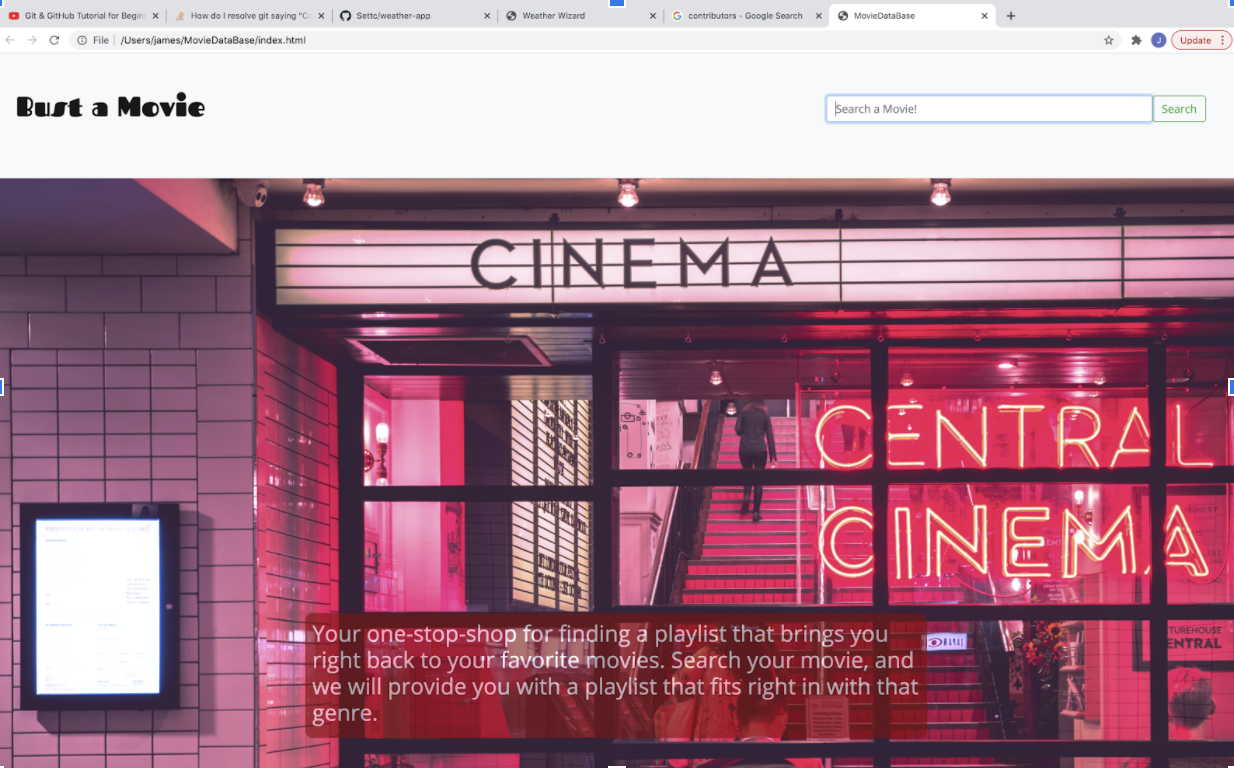 Git & GitHub Tutorial for Begin
How do I resolve git saying "Co
Settc/weather-app
Weather Wizard
contributors - Google Search
MovieDataBase
File
/Users/james/MovieDataBase/index.html
J
Update
Bust a Movie
Search a Movie!
Search
CINEMA
CENTRAL
CINEMA
TUREHOUSE
ENTRAL
Your one-stop-shop for finding a playlist that brings you
right back to your favorite movies. Search your movie, and
we will provide you with a playlist that fits right in with that
genre.